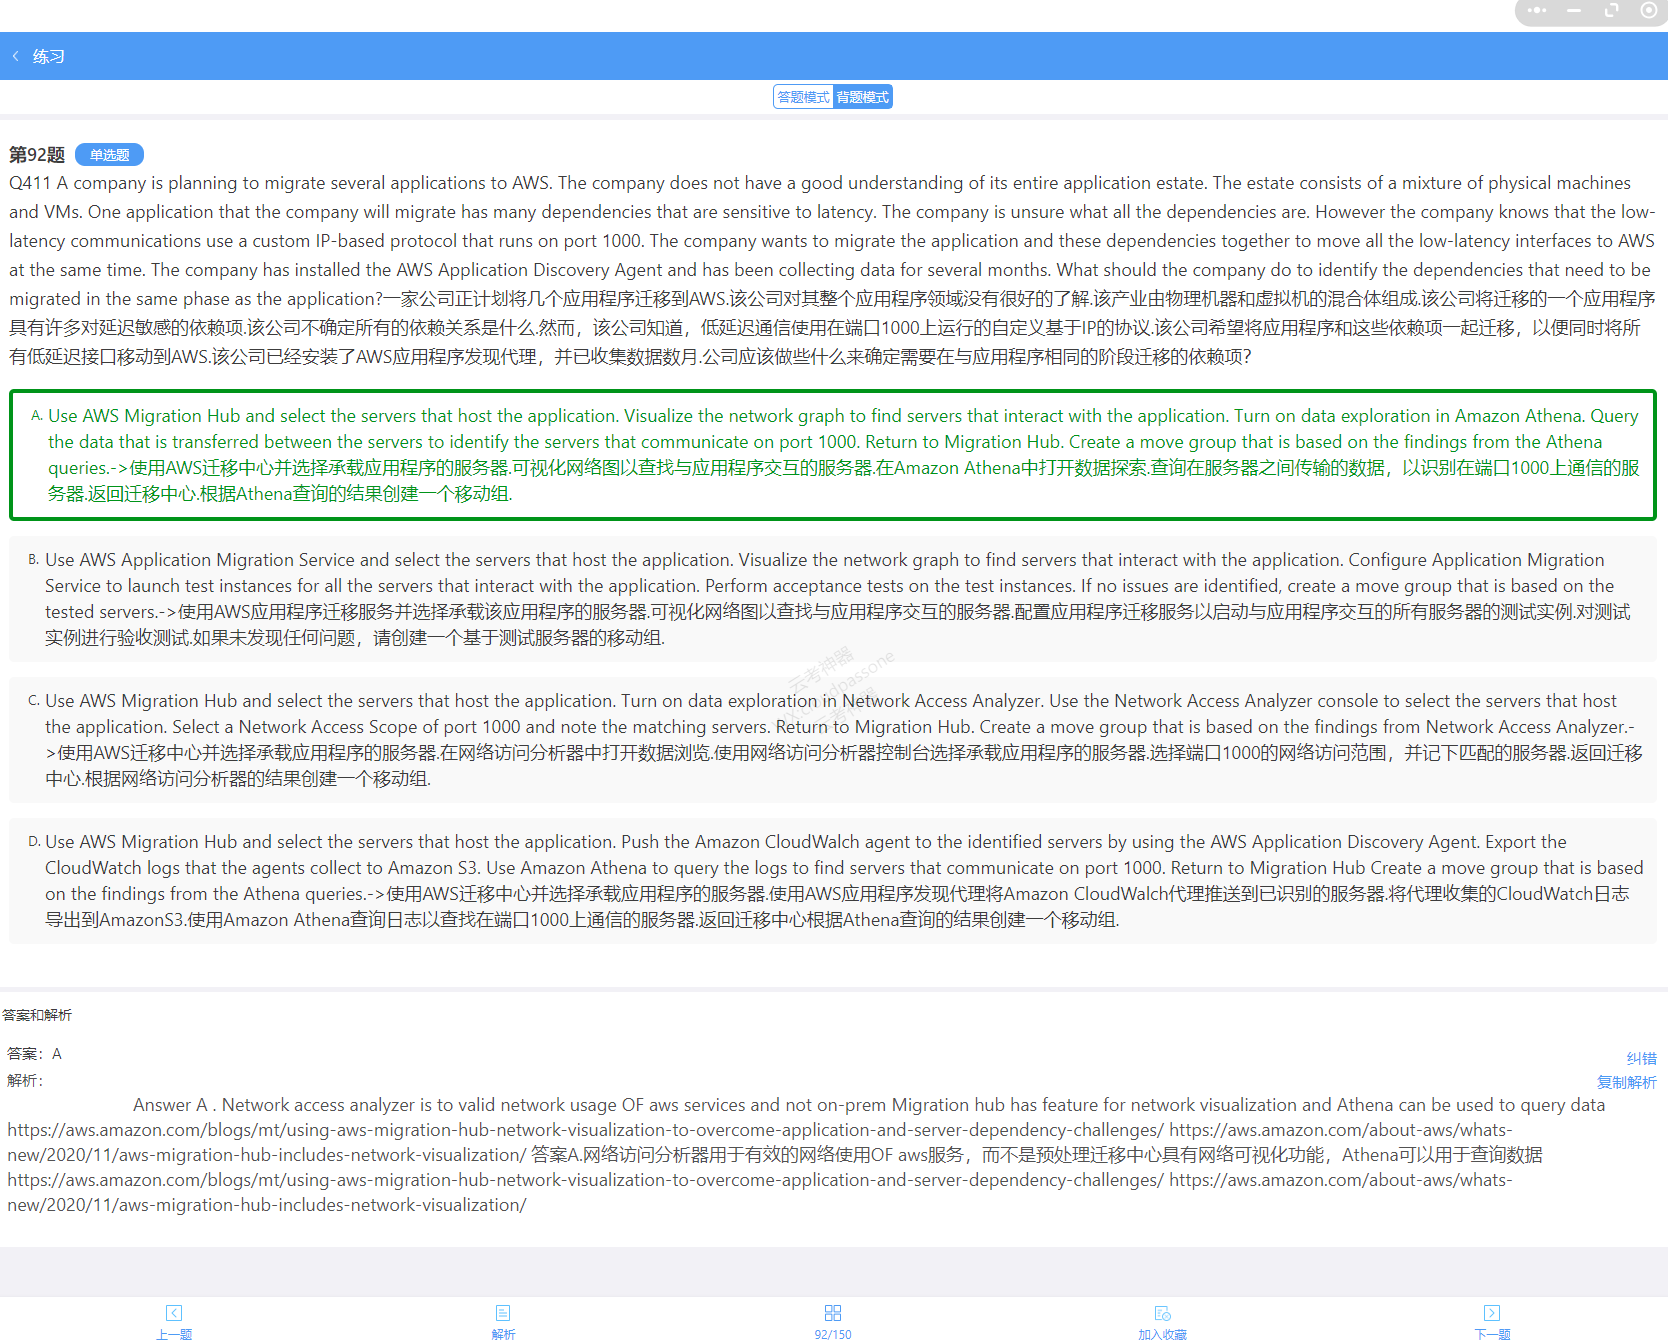 练习
答题模式 背题模式
第92题 单选题
Q411 A company is planning to migrate several applications to AWS. The company does not have a good understanding of its entire application estate. The estate consists of a mixture of physical machines
and VMs. One application that the company will migrate has many dependencies that are sensitive to latency. The company is unsure what all the dependencies are. However the company knows that the low-
latency communications use a custom IP-based protocol that runs on port 1000. The company wants to migrate the application and these dependencies together to move all the low-latency interfaces to AWS
at the same time. The company has installed the AWS Application Discovery Agent and has been collecting data for several months. What should the company do to identify the dependencies that need to be
migrated in the same phase as the application?一家公司正计划将几个应用程序迁移到AWS.该公司对其整个应用程序领域没有很好的了解.该产业由物理机器和虚拟机的混合体组成.该公司将迁移的一个应用程序
具有许多对延迟敏感的依赖项.该公司不确定所有的依赖关系是什么.然而，该公司知道，低延迟通信使用在端口1000上运行的自定义基于IP的协议.该公司希望将应用程序和这些依赖项一起迁移，以便同时将所
有低延迟接口移动到AWS.该公司已经安装了AWS应用程序发现代理，并已收集数据数月.公司应该做些什么来确定需要在与应用程序相同的阶段迁移的依赖项？
A. Use AWS Migration Hub and select the servers that host the application. Visualize the network graph to find servers that interact with the application. Turn on data exploration in Amazon Athena. Query
the data that is transferred between the servers to identify the servers that communicate on port 1000. Return to Migration Hub. Create a move group that is based on the findings from the Athena
queries.->使用AWS迁移中心并选择承载应用程序的服务器.可视化网络图以查找与应用程序交互的服务器.在Amazon Athena中打开数据探索.查询在服务器之间传输的数据，以识别在端口1000上通信的服
务器.返回迁移中心.根据Athena查询的结果创建一个移动组.
B. Use AWS Application Migration Service and select the servers that host the application. Visualize the network graph to find servers that interact with the application. Configure Application Migration
Service to launch test instances for all the servers that interact with the application. Perform acceptance tests on the test instances. If no issues are identified, create a move group that is based on the
tested servers.->使用AWS应用程序迁移服务并选择承载该应用程序的服务器.可视化网络图以查找与应用程序交互的服务器.配置应用程序迁移服务以启动与应用程序交互的所有服务器的测试实例.对测试
实例进行验收测试.如果未发现任何问题，请创建一个基于测试服务器的移动组.
C. Use AWS Migration Hub and select the servers that host the application. Turn on data exploration in Network Access Analyzer. Use the Network Access Analyzer console to select the servers that host
the application. Select a Network Access Scope of port 1000 and note the matching servers. Return to Migration Hub. Create a move group that is based on the findings from Network Access Analyzer.-
>使用AWS迁移中心并选择承载应用程序的服务器.在网络访问分析器中打开数据浏览.使用网络访问分析器控制台选择承载应用程序的服务器.选择端口1000的网络访问范围，并记下匹配的服务器.返回迁移
中心.根据网络访问分析器的结果创建一个移动组.
D. Use AWS Migration Hub and select the servers that host the application. Push the Amazon CloudWalch agent to the identified servers by using the AWS Application Discovery Agent. Export the
CloudWatch logs that the agents collect to Amazon S3. Use Amazon Athena to query the logs to find servers that communicate on port 1000. Return to Migration Hub Create a move group that is based
on the findings from the Athena queries.->使用AWS迁移中心并选择承载应用程序的服务器.使用AWS应用程序发现代理将Amazon CloudWalch代理推送到已识别的服务器.将代理收集的CloudWatch日志
导出到AmazonS3.使用Amazon Athena查询日志以查找在端口1000上通信的服务器.返回迁移中心根据Athena查询的结果创建一个移动组.
云考神器
答案和解析
答案：A
纠错
解析：
复制解析
Answer A . Network access analyzer is to valid network usage OF aws services and not on-prem Migration hub has feature for network visualization and Athena can be used to query data
https://aws.amazon.com/blogs/mt/using-aws-migration-hub-network-visualization-to-overcome-application-and-server-dependency-challenges/ https://aws.amazon.com/about-aws/whats-
new/2020/11/aws-migration-hub-includes-network-visualization/ 答案A.网络访问分析器用于有效的网络使用OF aws服务，而不是预处理迁移中心具有网络可视化功能，Athena可以用于查询数据
https://aws.amazon.com/blogs/mt/using-aws-migration-hub-network-visualization-to-overcome-application-and-server-dependency-challenges/ https://aws.amazon.com/about-aws/whats-
new/2020/11/aws-migration-hub-includes-network-visualization/
上一题 解析 92/150 加入收藏 下一题